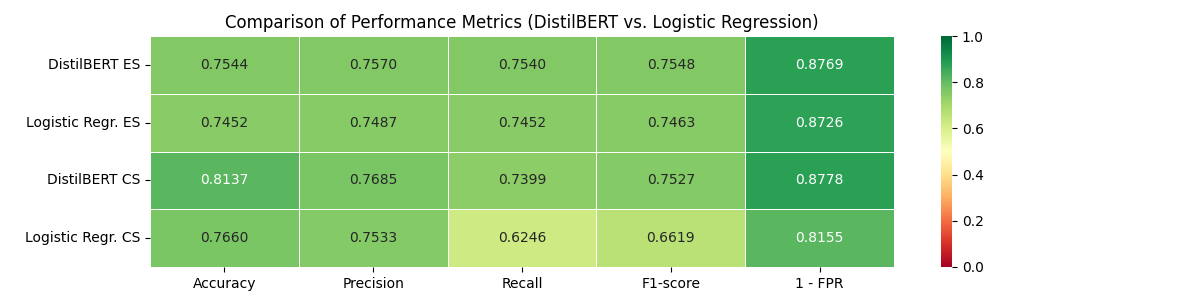 Comparison of Performance Metrics (DistilBERT vs. Logistic Regression)
DistilBERT ES 0.7544 0.7570 0.7540 0.7548 0.8769
Logistic Regr. ES 0.7452 0.7487 0.7452 0.7463 0.8726
DistilBERT CS 0.8137 0.7685 0.7399 0.7527 0.8778
Logistic Regr. CS 0.7660 0.7533 0.6246 0.6619 0.8155
Accuracy Precision Recall F1-score 1 - FPR
1.0
0.8
0.6
0.4
0.2
0.0